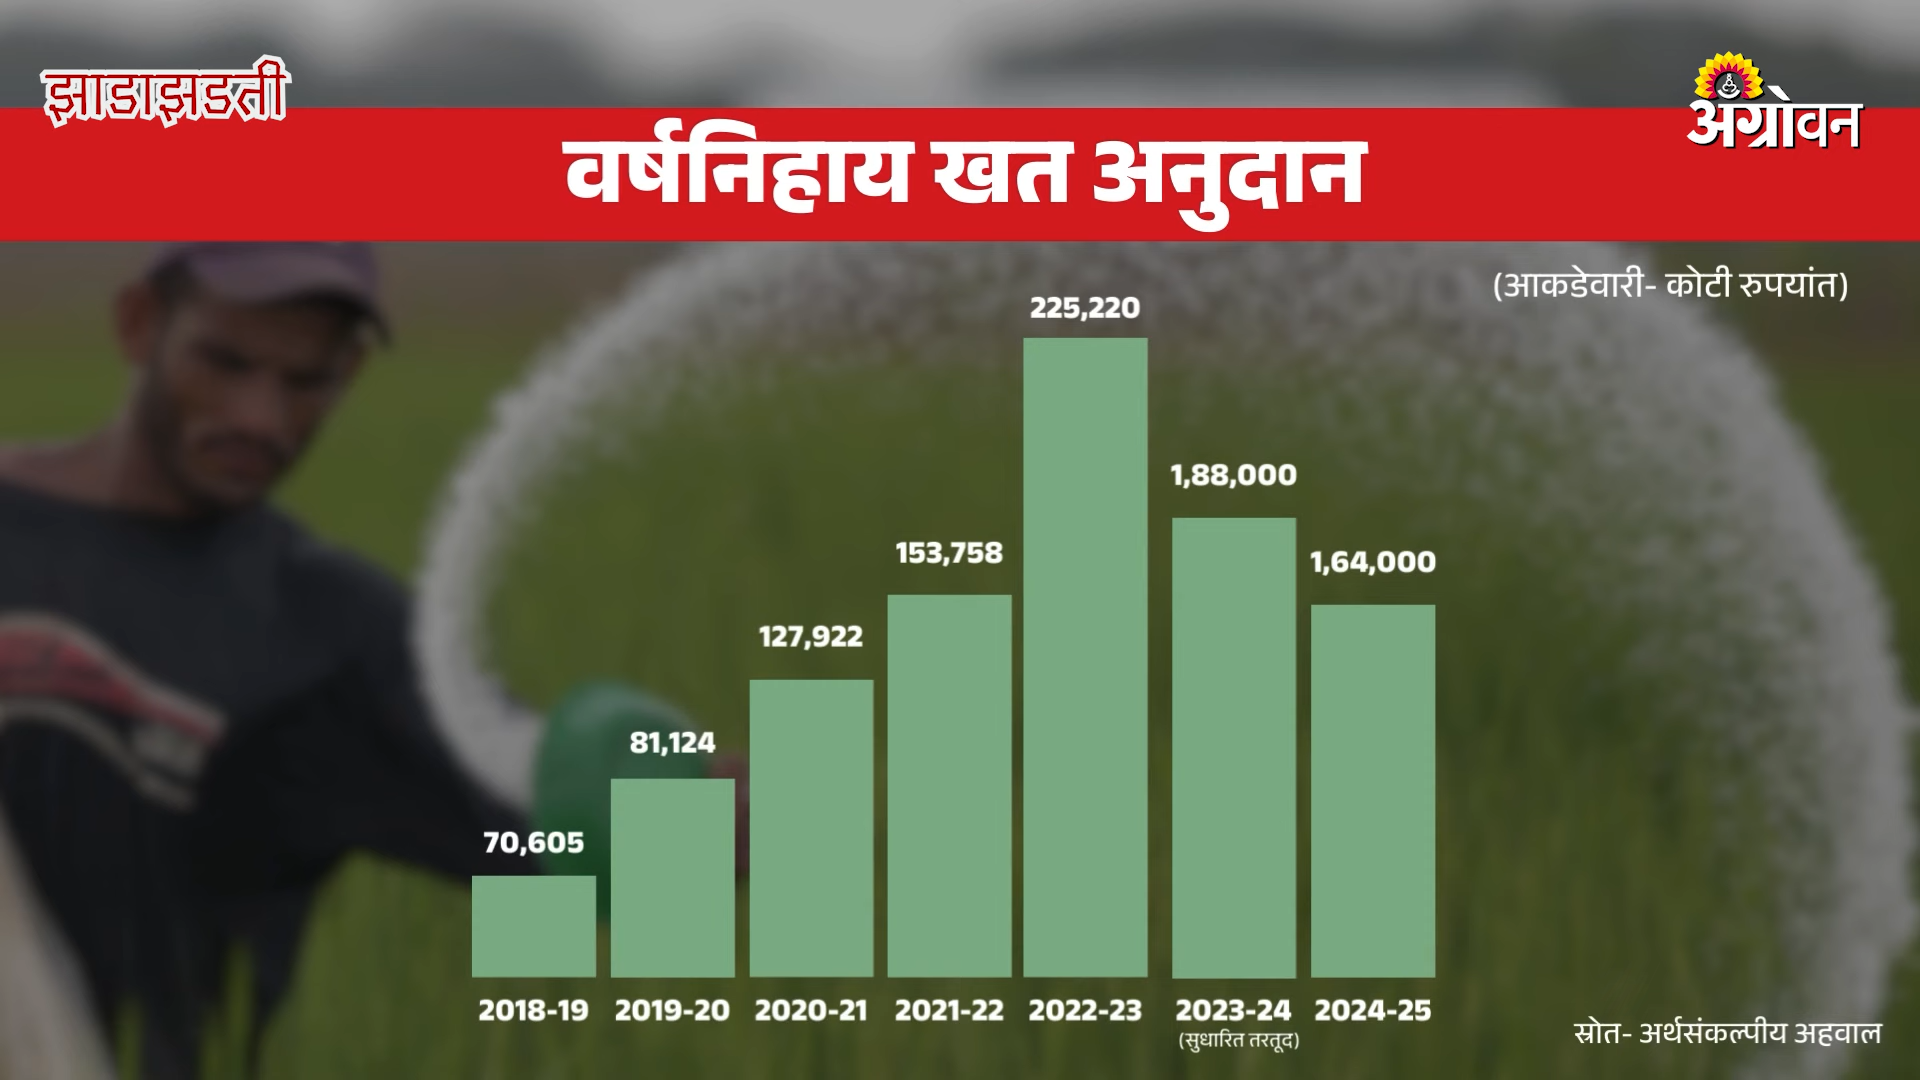 झाडाझडती
अॅग्रोवन
वर्षनिहाय खत अनुदान
(आकडेवारी- कोटी रुपयांत)
225,220
1,88,000
153,758
1,64,000
127,922
81,124
70,605
2018-19 2019-20 2020-21 2021-22 2022-23 2023-24 2024-25
(सुधारित तरतूद)
स्रोत- अर्थसंकल्पीय अहवाल